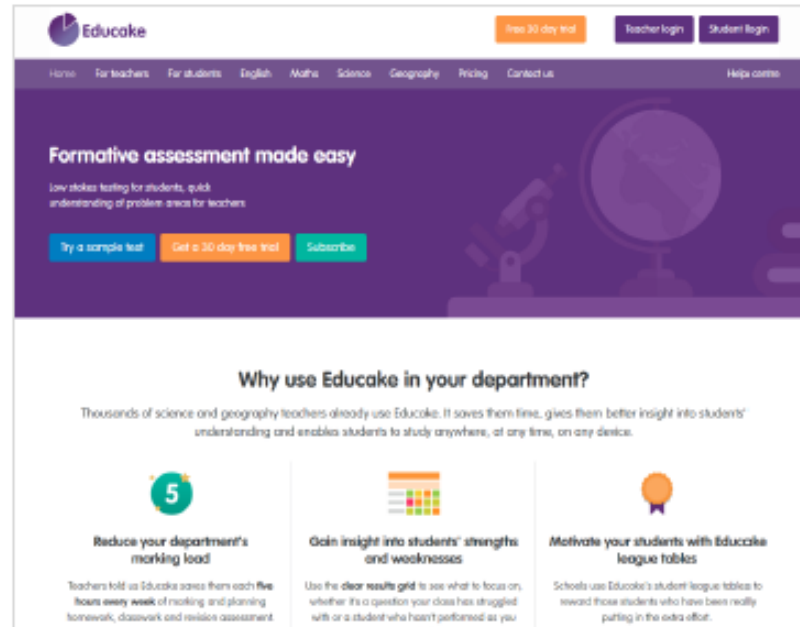 Educake
Free 30 day trial
Teacher login
Student login
Home For teachers For students English Maths Science Geography Pricing Contact us Help centre
Formative assessment made easy
Low stakes testing for students, quick
understanding of problem areas for teachers
Try a sample test
Get a 30 day free trial
Subscribe
Why use Educake in your department?
Thousands of science and geography teachers already use Educake. It saves them time, gives them better insight into students'
understanding and enables students to study anywhere, at any time, on any device.
5
Reduce your department's
marking load
Teachers told us Educake saves them each five
hours every week of marking and planning
homework, classwork and revision assessment
Gain insight into students' strengths
and weaknesses
Use the clear results grid to see what to focus on,
whether it's a question your class has struggled
with or a student who hasn't performed as you
Motivate your students with Educake
league tables
Schools use Educake's student league tables to
reward those students who have been really
putting in the extra effort.